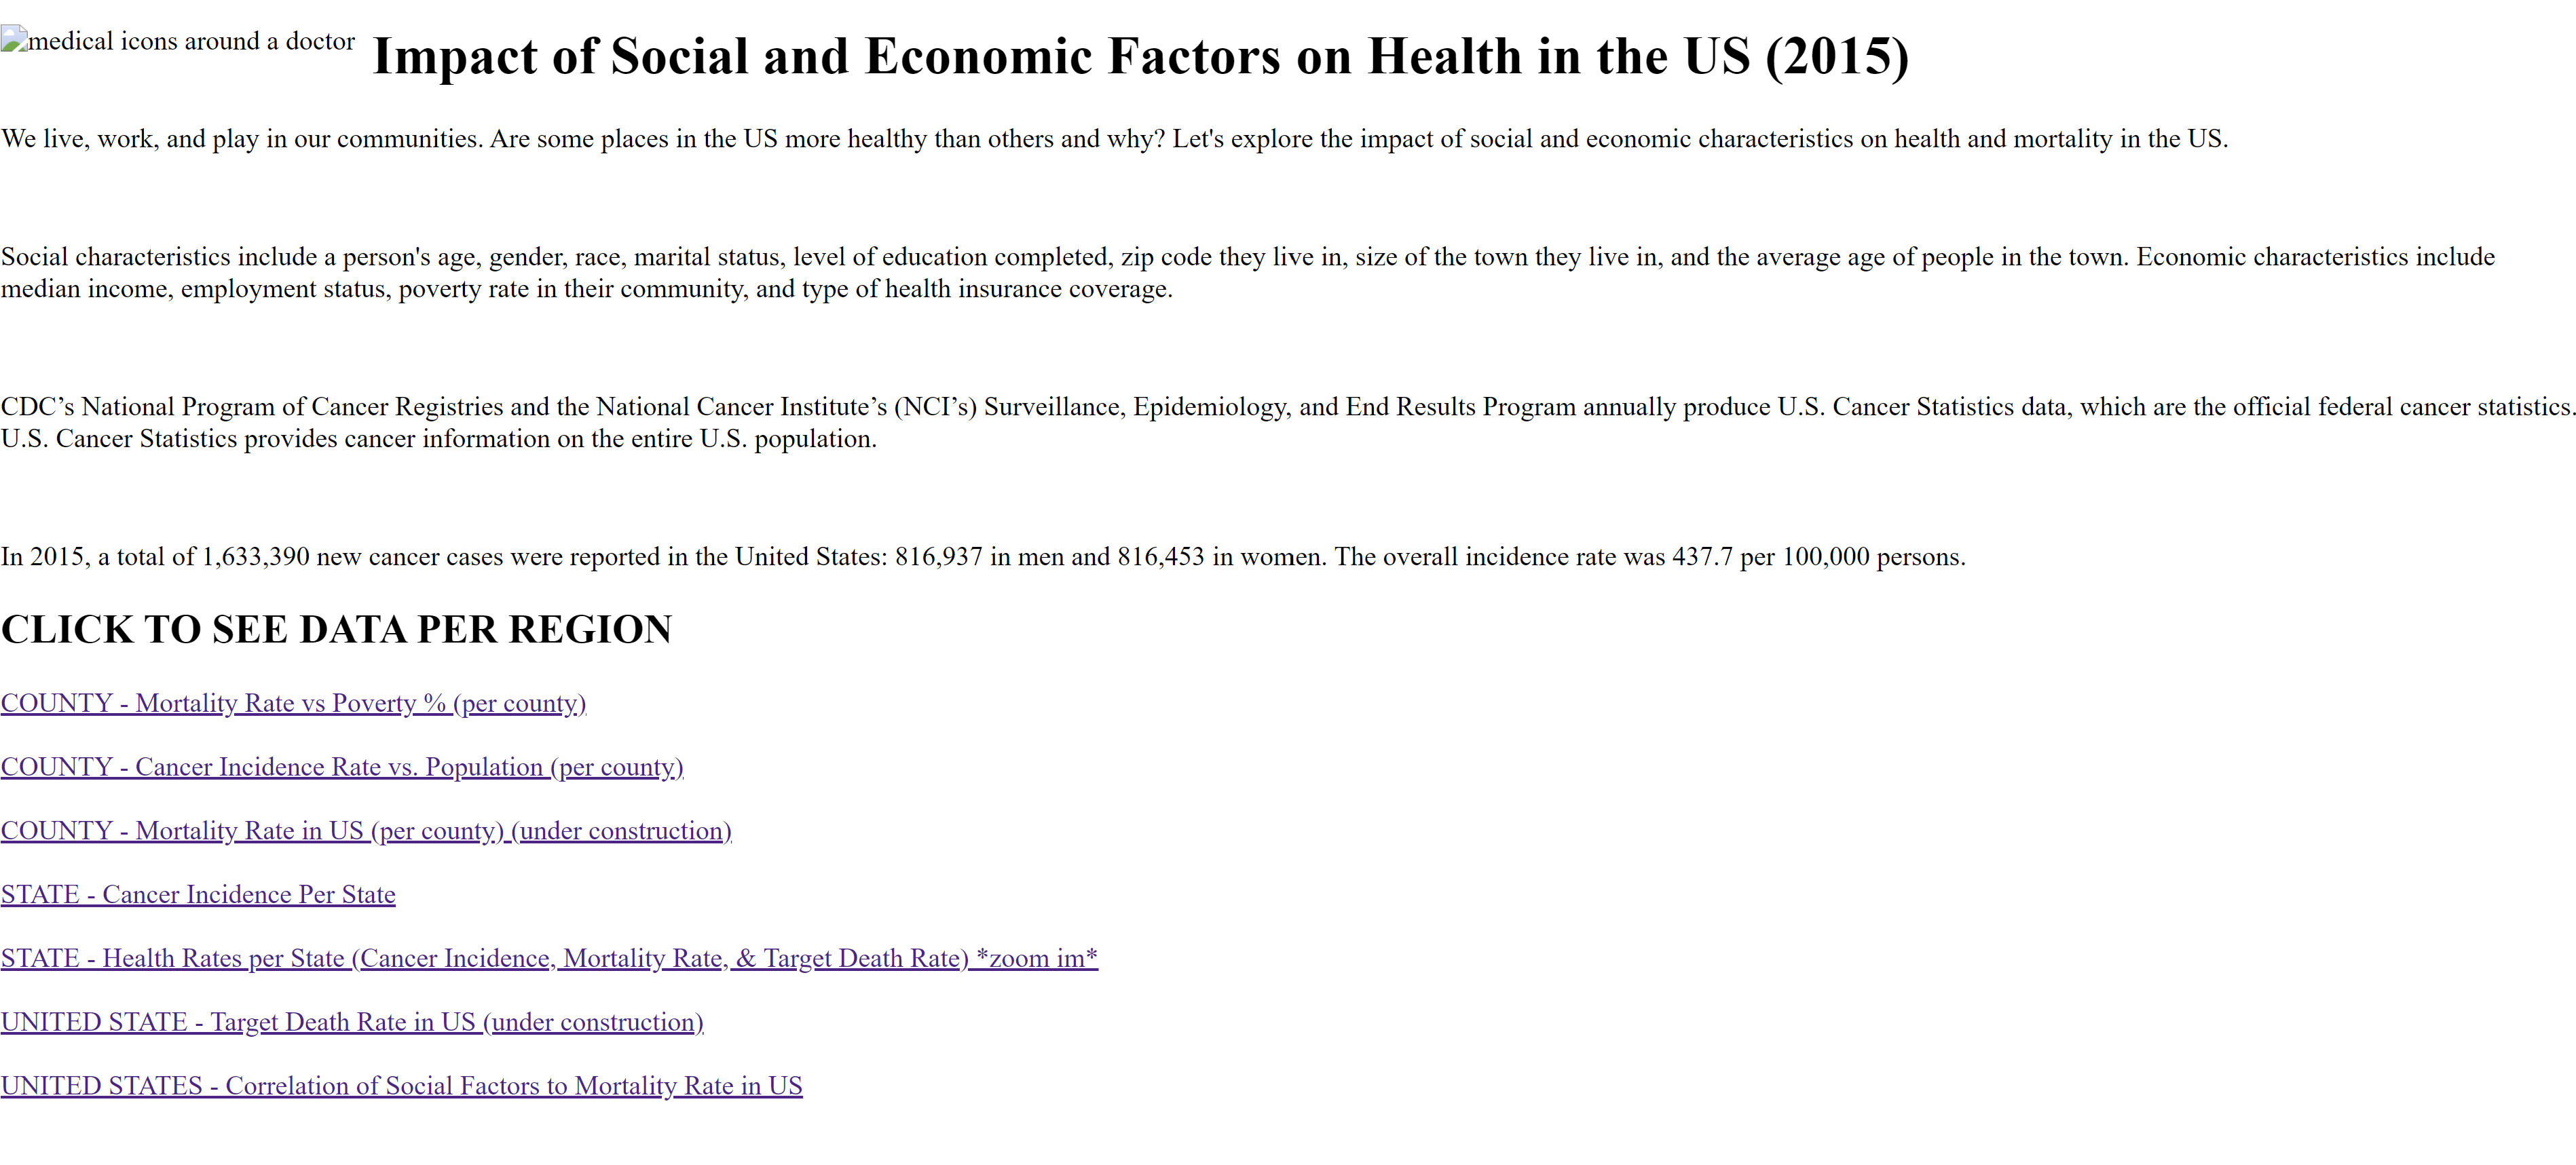 medical icons around a doctor
Impact of Social and Economic Factors on Health in the US (2015)
We live, work, and play in our communities. Are some places in the US more healthy than others and why? Let's explore the impact of social and economic characteristics on health and mortality in the US.
Social characteristics include a person's age, gender, race, marital status, level of education completed, zip code they live in, size of the town they live in, and the average age of people in the town. Economic characteristics include
median income, employment status, poverty rate in their community, and type of health insurance coverage.
CDC’s National Program of Cancer Registries and the National Cancer Institute’s (NCI’s) Surveillance, Epidemiology, and End Results Program annually produce U.S. Cancer Statistics data, which are the official federal cancer statistics.
U.S. Cancer Statistics provides cancer information on the entire U.S. population.
In 2015, a total of 1,633,390 new cancer cases were reported in the United States: 816,937 in men and 816,453 in women. The overall incidence rate was 437.7 per 100,000 persons.
CLICK TO SEE DATA PER REGION
COUNTY - Mortality Rate vs Poverty % (per county)
COUNTY - Cancer Incidence Rate vs. Population (per county)
COUNTY - Mortality Rate in US (per county) (under construction)
STATE - Cancer Incidence Per State
STATE - Health Rates per State (Cancer Incidence, Mortality Rate, & Target Death Rate) *zoom im*
UNITED STATE - Target Death Rate in US (under construction)
UNITED STATES - Correlation of Social Factors to Mortality Rate in US